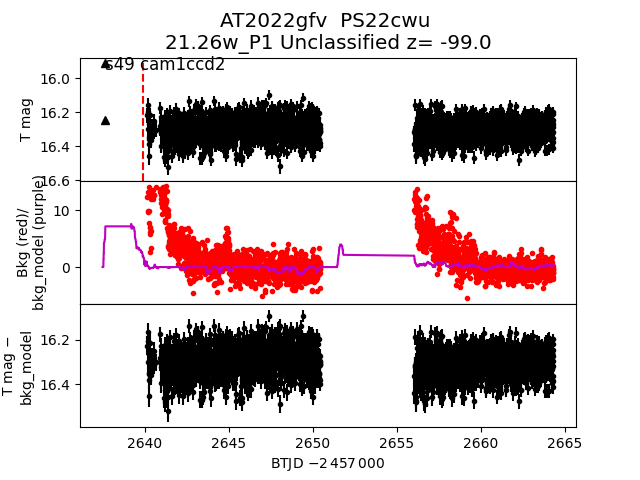 AT2022gfv PS22cwu
21.26w_P1 Unclassified z= -99.0
s49 cam1ccd2
T mag
16.0
16.2
16.4
16.6
Bkg (red)/
bkg_model (purple)
10
0
T mag −
bkg_model
16.2
16.4
2640
2645
2650
2655
2660
2665
BTJD −2 457 000